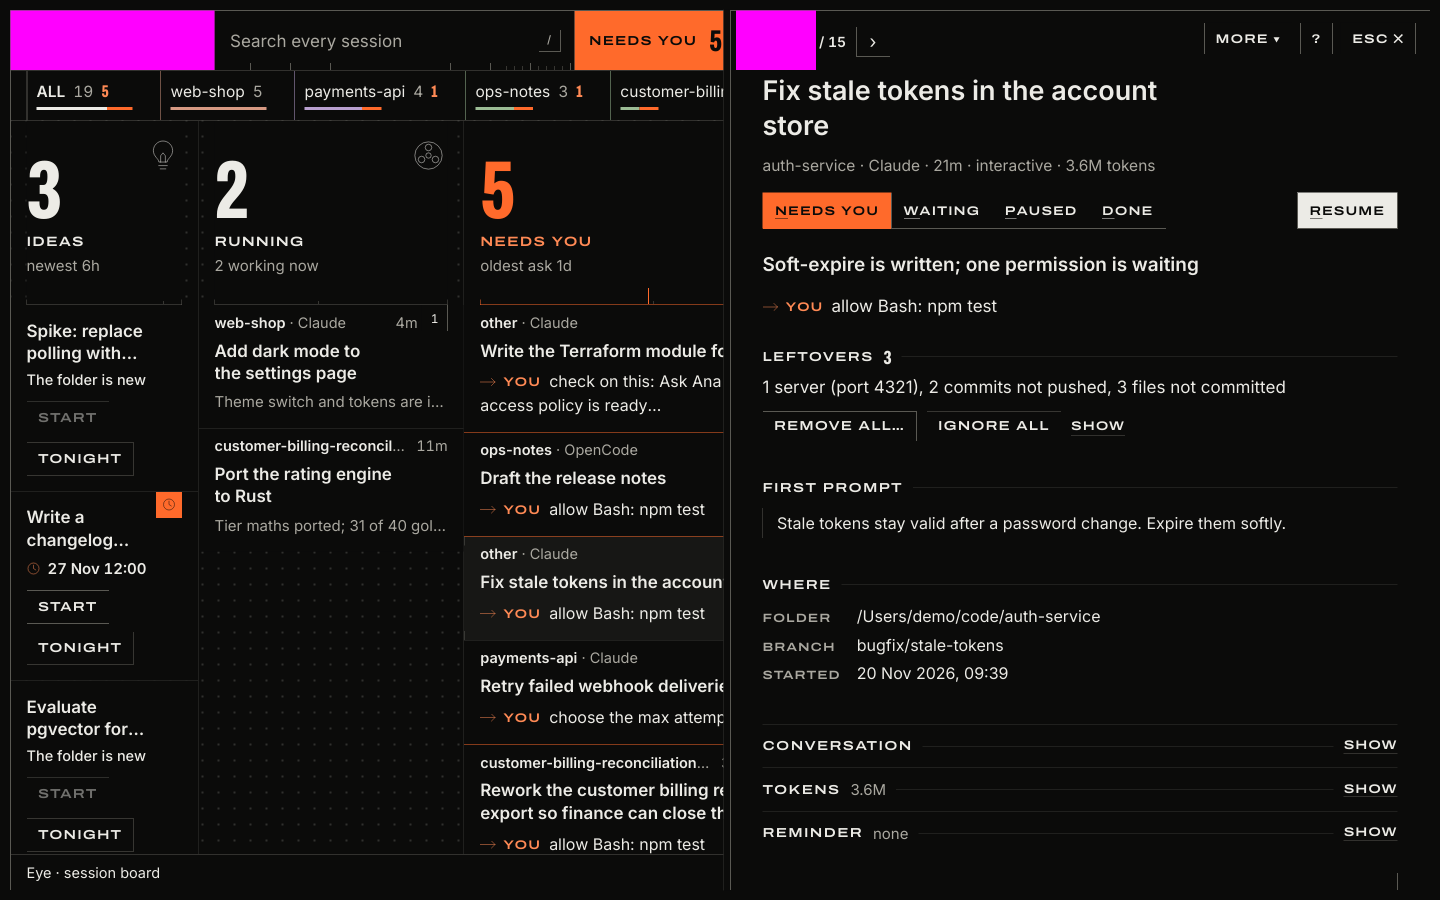 Search every session
/
NEEDS YOU 5
ALL 19 5
web-shop 5
payments-api 4 1
ops-notes 3 1
customer-billin
3
IDEAS
newest 6h
Spike: replace
polling with...
The folder is new
START
TONIGHT
Write a
changelog...
27 Nov 12:00
START
TONIGHT
Evaluate
pgvector for...
The folder is new
START
TONIGHT
2
RUNNING
2 working now
web-shop · Claude 4m 1
Add dark mode to
the settings page
Theme switch and tokens are i...
customer-billing-reconcil... 11m
Port the rating engine
to Rust
Tier maths ported; 31 of 40 gol...
5
NEEDS YOU
oldest ask 1d
other · Claude
Write the Terraform module fo
→ YOU check on this: Ask Ana
access policy is ready...
ops-notes · OpenCode
Draft the release notes
→ YOU allow Bash: npm test
other · Claude
Fix stale tokens in the accoun
→ YOU allow Bash: npm test
payments-api · Claude
Retry failed webhook deliverie
→ YOU choose the max attemp
customer-billing-reconciliation...
Rework the customer billing re
export so finance can close th
→ YOU allow Bash: npm test
Eye · session board
/ 15 ›
MORE ▾
?
ESC ✕
Fix stale tokens in the account
store
auth-service · Claude · 21m · interactive · 3.6M tokens
NEEDS YOU WAITING PAUSED DONE
RESUME
Soft-expire is written; one permission is waiting
→ YOU allow Bash: npm test
LEFTOVERS 3
1 server (port 4321), 2 commits not pushed, 3 files not committed
REMOVE ALL... IGNORE ALL SHOW
FIRST PROMPT
Stale tokens stay valid after a password change. Expire them softly.
WHERE
FOLDER /Users/demo/code/auth-service
BRANCH bugfix/stale-tokens
STARTED 20 Nov 2026, 09:39
CONVERSATION SHOW
TOKENS 3.6M SHOW
REMINDER none SHOW